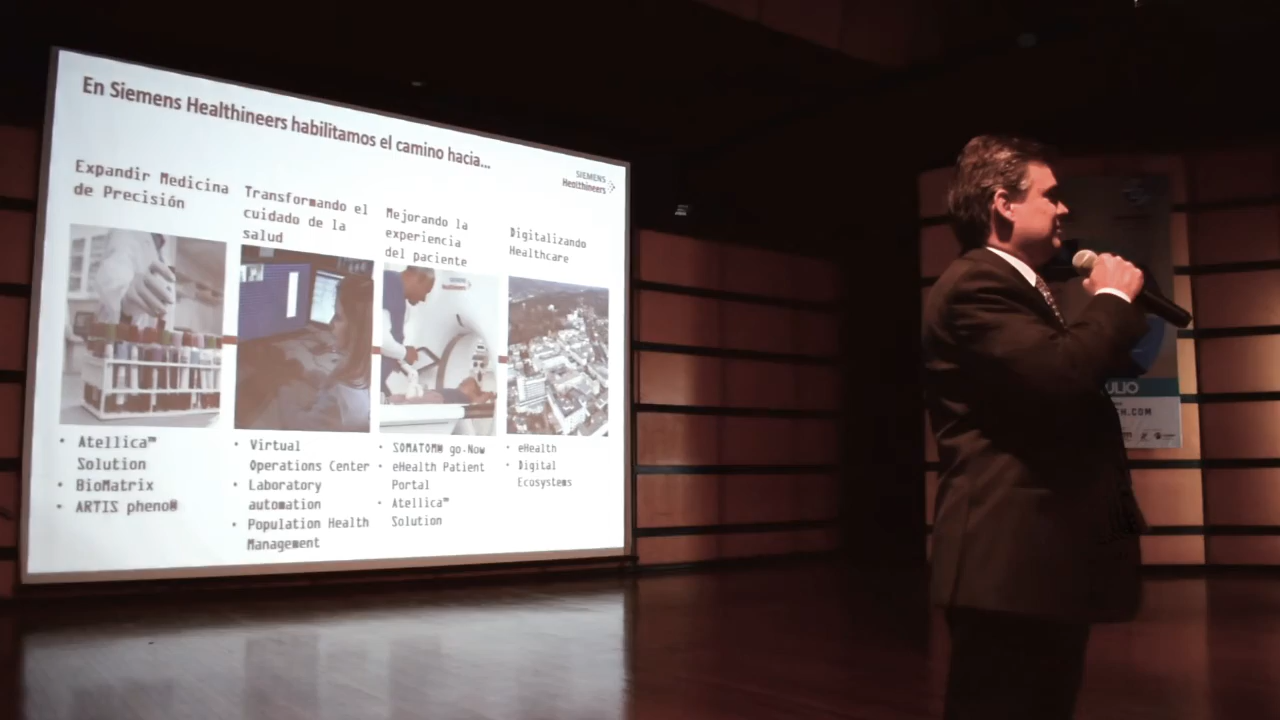 En Siemens Healthineers habilitamos el camino hacia...
SIEMENS
Healthineers
Expandir Medicina
de Precisión
• Atellica™
Solution
• BioMatrix
• ARTIS pheno
Transformando el
cuidado de la
salud
• Virtual
Operations Center
• Laboratory
automation
• Population Health
Management
Mejorando la
experiencia
del paciente
• SOMATOM go.Now
• eHealth Patient
Portal
• Atellica™
Solution
Digitalizando
Healthcare
• eHealth
• Digital
Ecosystems
ULIO
H.COM